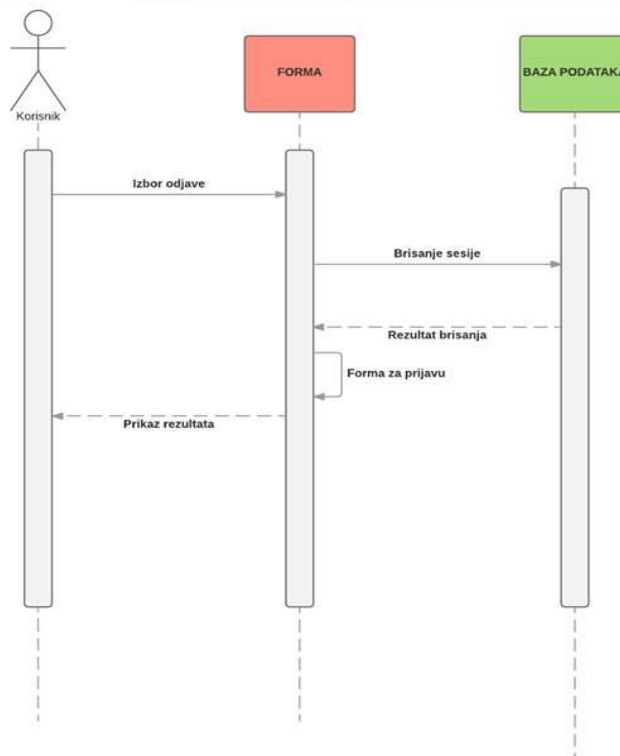 FORMA
BAZA PODATAKA
Korisnik
Izbor odjave
Brisanje sesije
Rezultat brisanja
Forma za prijavu
Prikaz rezultata